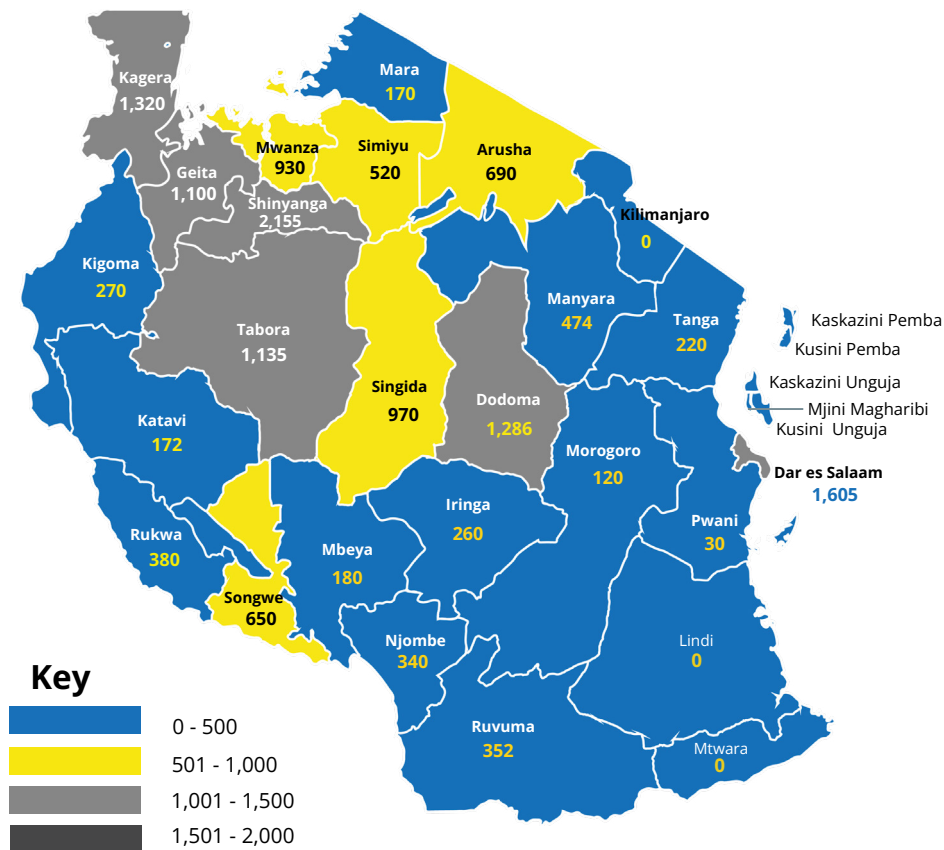 Mara
170
Kagera
1,320
Mwanza
930
Simiyu
520
Arusha
690
Geita
1,100
Shinyanga
2,155
Kilimanjaro
0
Kigoma
270
Manyara
474
Tanga
220
Kaskazini Pemba
Kusini Pemba
Tabora
1,135
Singida
970
Dodoma
1,286
Kaskazini Unguja
Mjini Magharibi
Kusini Unguja
Katavi
172
Morogoro
120
Dar es Salaam
1,605
Iringa
260
Pwani
30
Rukwa
380
Mbeya
180
Songwe
650
Njombe
340
Lindi
0
Ruvuma
352
Mtwara
0
Key
0 - 500
501 - 1,000
1,001 - 1,500
1,501 - 2,000